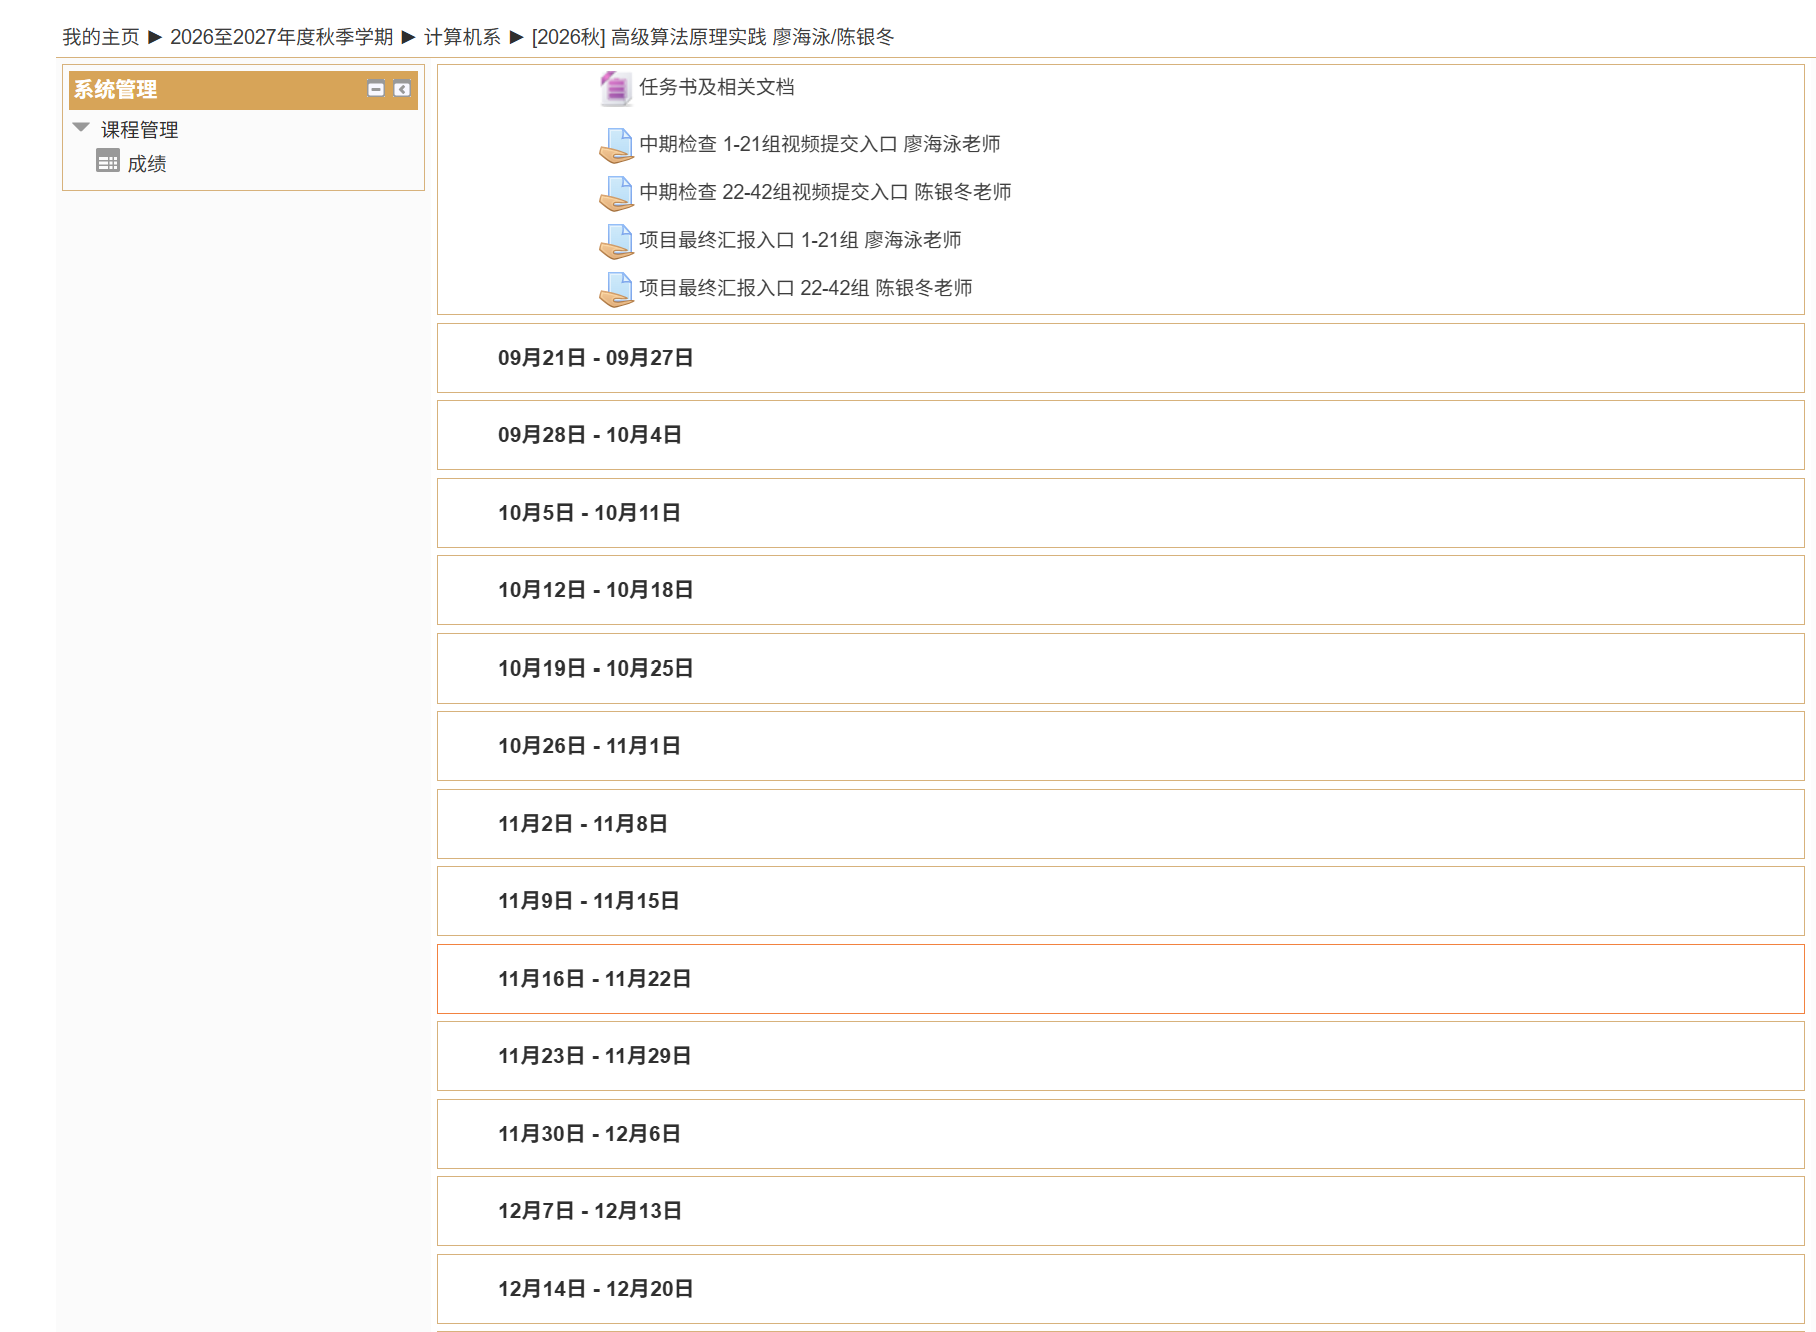 我的主页 ► 2026至2027年度秋季学期 ► 计算机系 ► [2026秋] 高级算法原理实践 廖海泳/陈银冬
系统管理
课程管理
成绩
任务书及相关文档
中期检查 1-21组视频提交入口 廖海泳老师
中期检查 22-42组视频提交入口 陈银冬老师
项目最终汇报入口 1-21组 廖海泳老师
项目最终汇报入口 22-42组 陈银冬老师
09月21日 - 09月27日
09月28日 - 10月4日
10月5日 - 10月11日
10月12日 - 10月18日
10月19日 - 10月25日
10月26日 - 11月1日
11月2日 - 11月8日
11月9日 - 11月15日
11月16日 - 11月22日
11月23日 - 11月29日
11月30日 - 12月6日
12月7日 - 12月13日
12月14日 - 12月20日